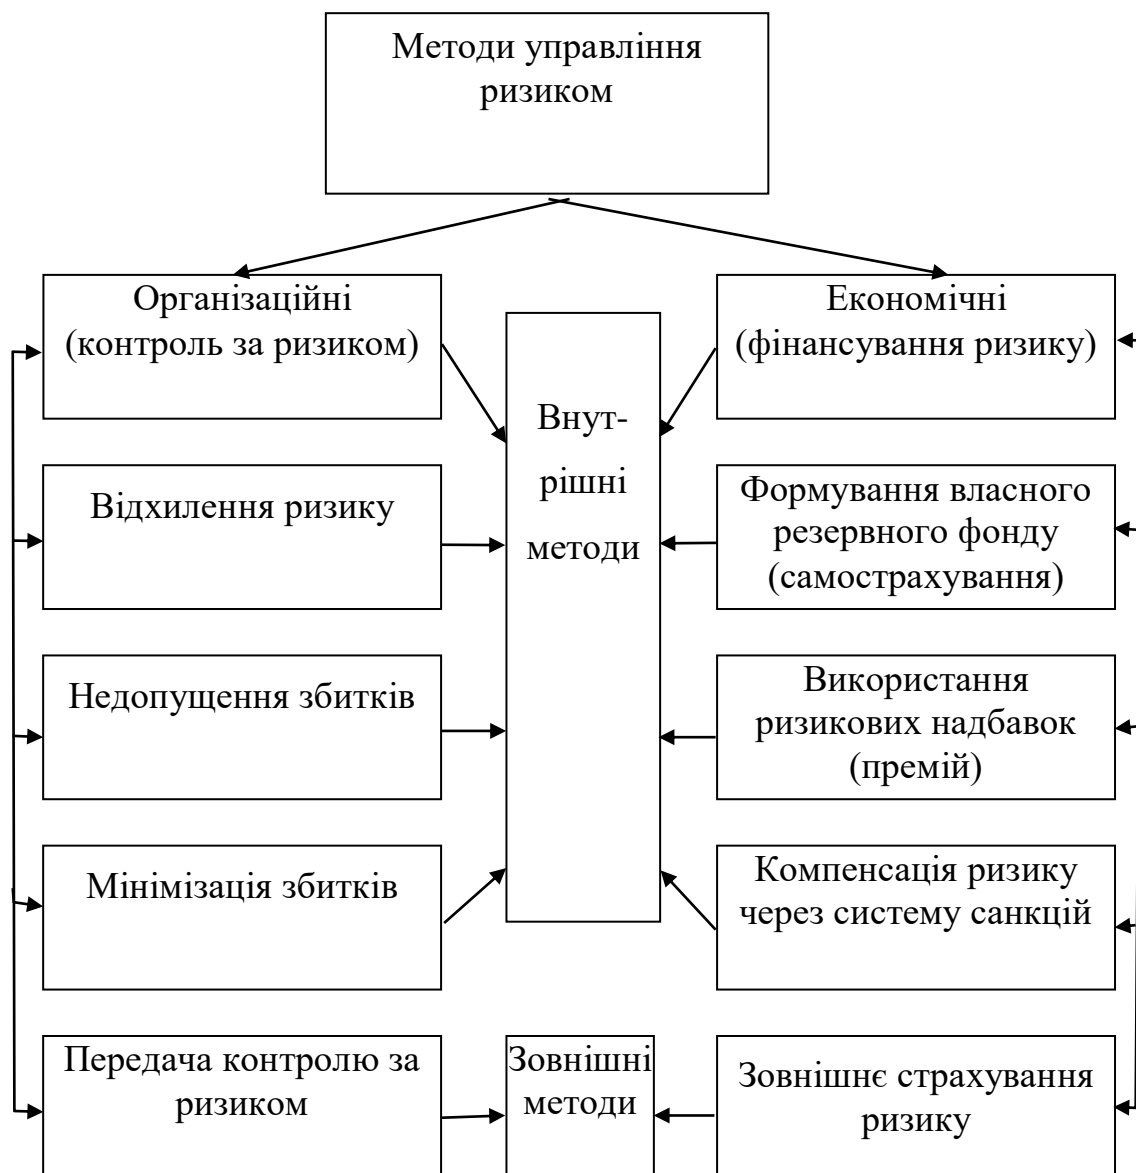 Методи управління
ризиком
Організаційні
(контроль за ризиком)
Економічні
(фінансування ризику)
Внут-
рішні
методи
Відхилення ризику
Формування власного
резервного фонду
(самострахування)
Недопущення збитків
Використання
ризикових надбавок
(премій)
Мінімізація збитків
Компенсація ризику
через систему санкцій
Передача контролю за
ризиком
Зовнішні
методи
Зовнішнє страхування
ризику